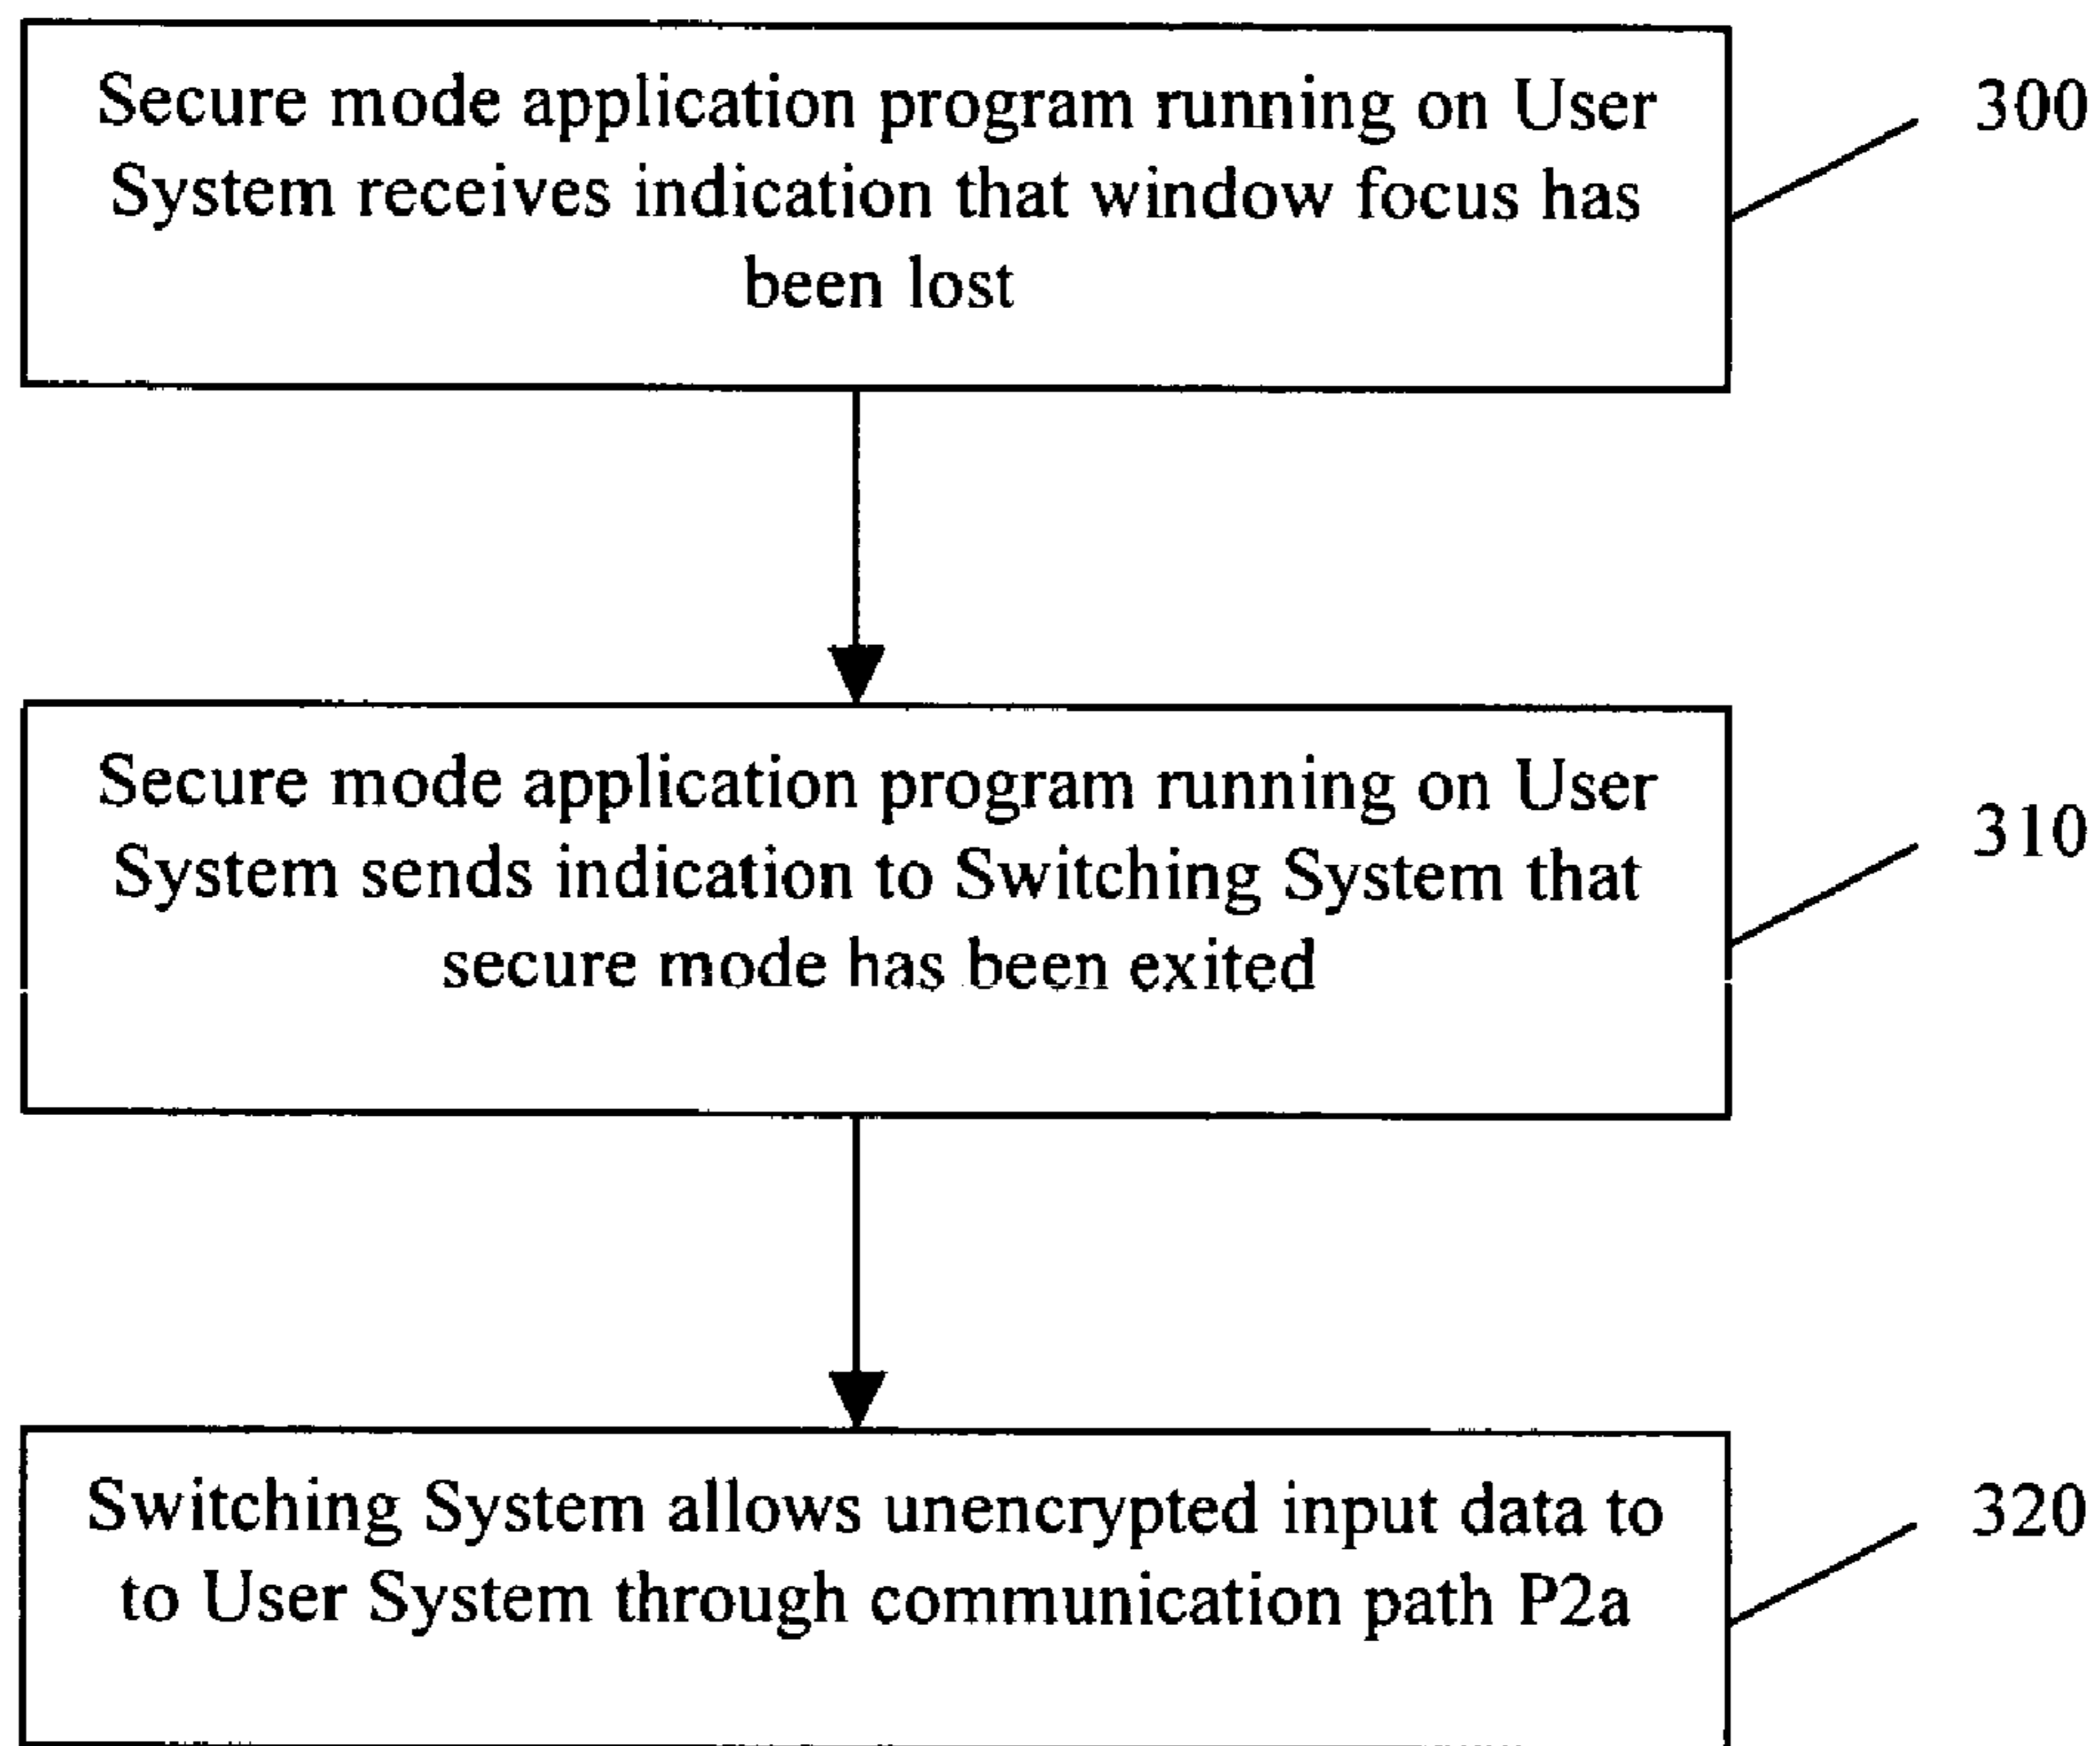 Secure mode application program running on User
System receives indication that window focus has
been lost
300
Secure mode application program running on User
System sends indication to Switching System that
secure mode has been exited
310
Switching System allows unencrypted input data to
to User System through communication path P2a
320